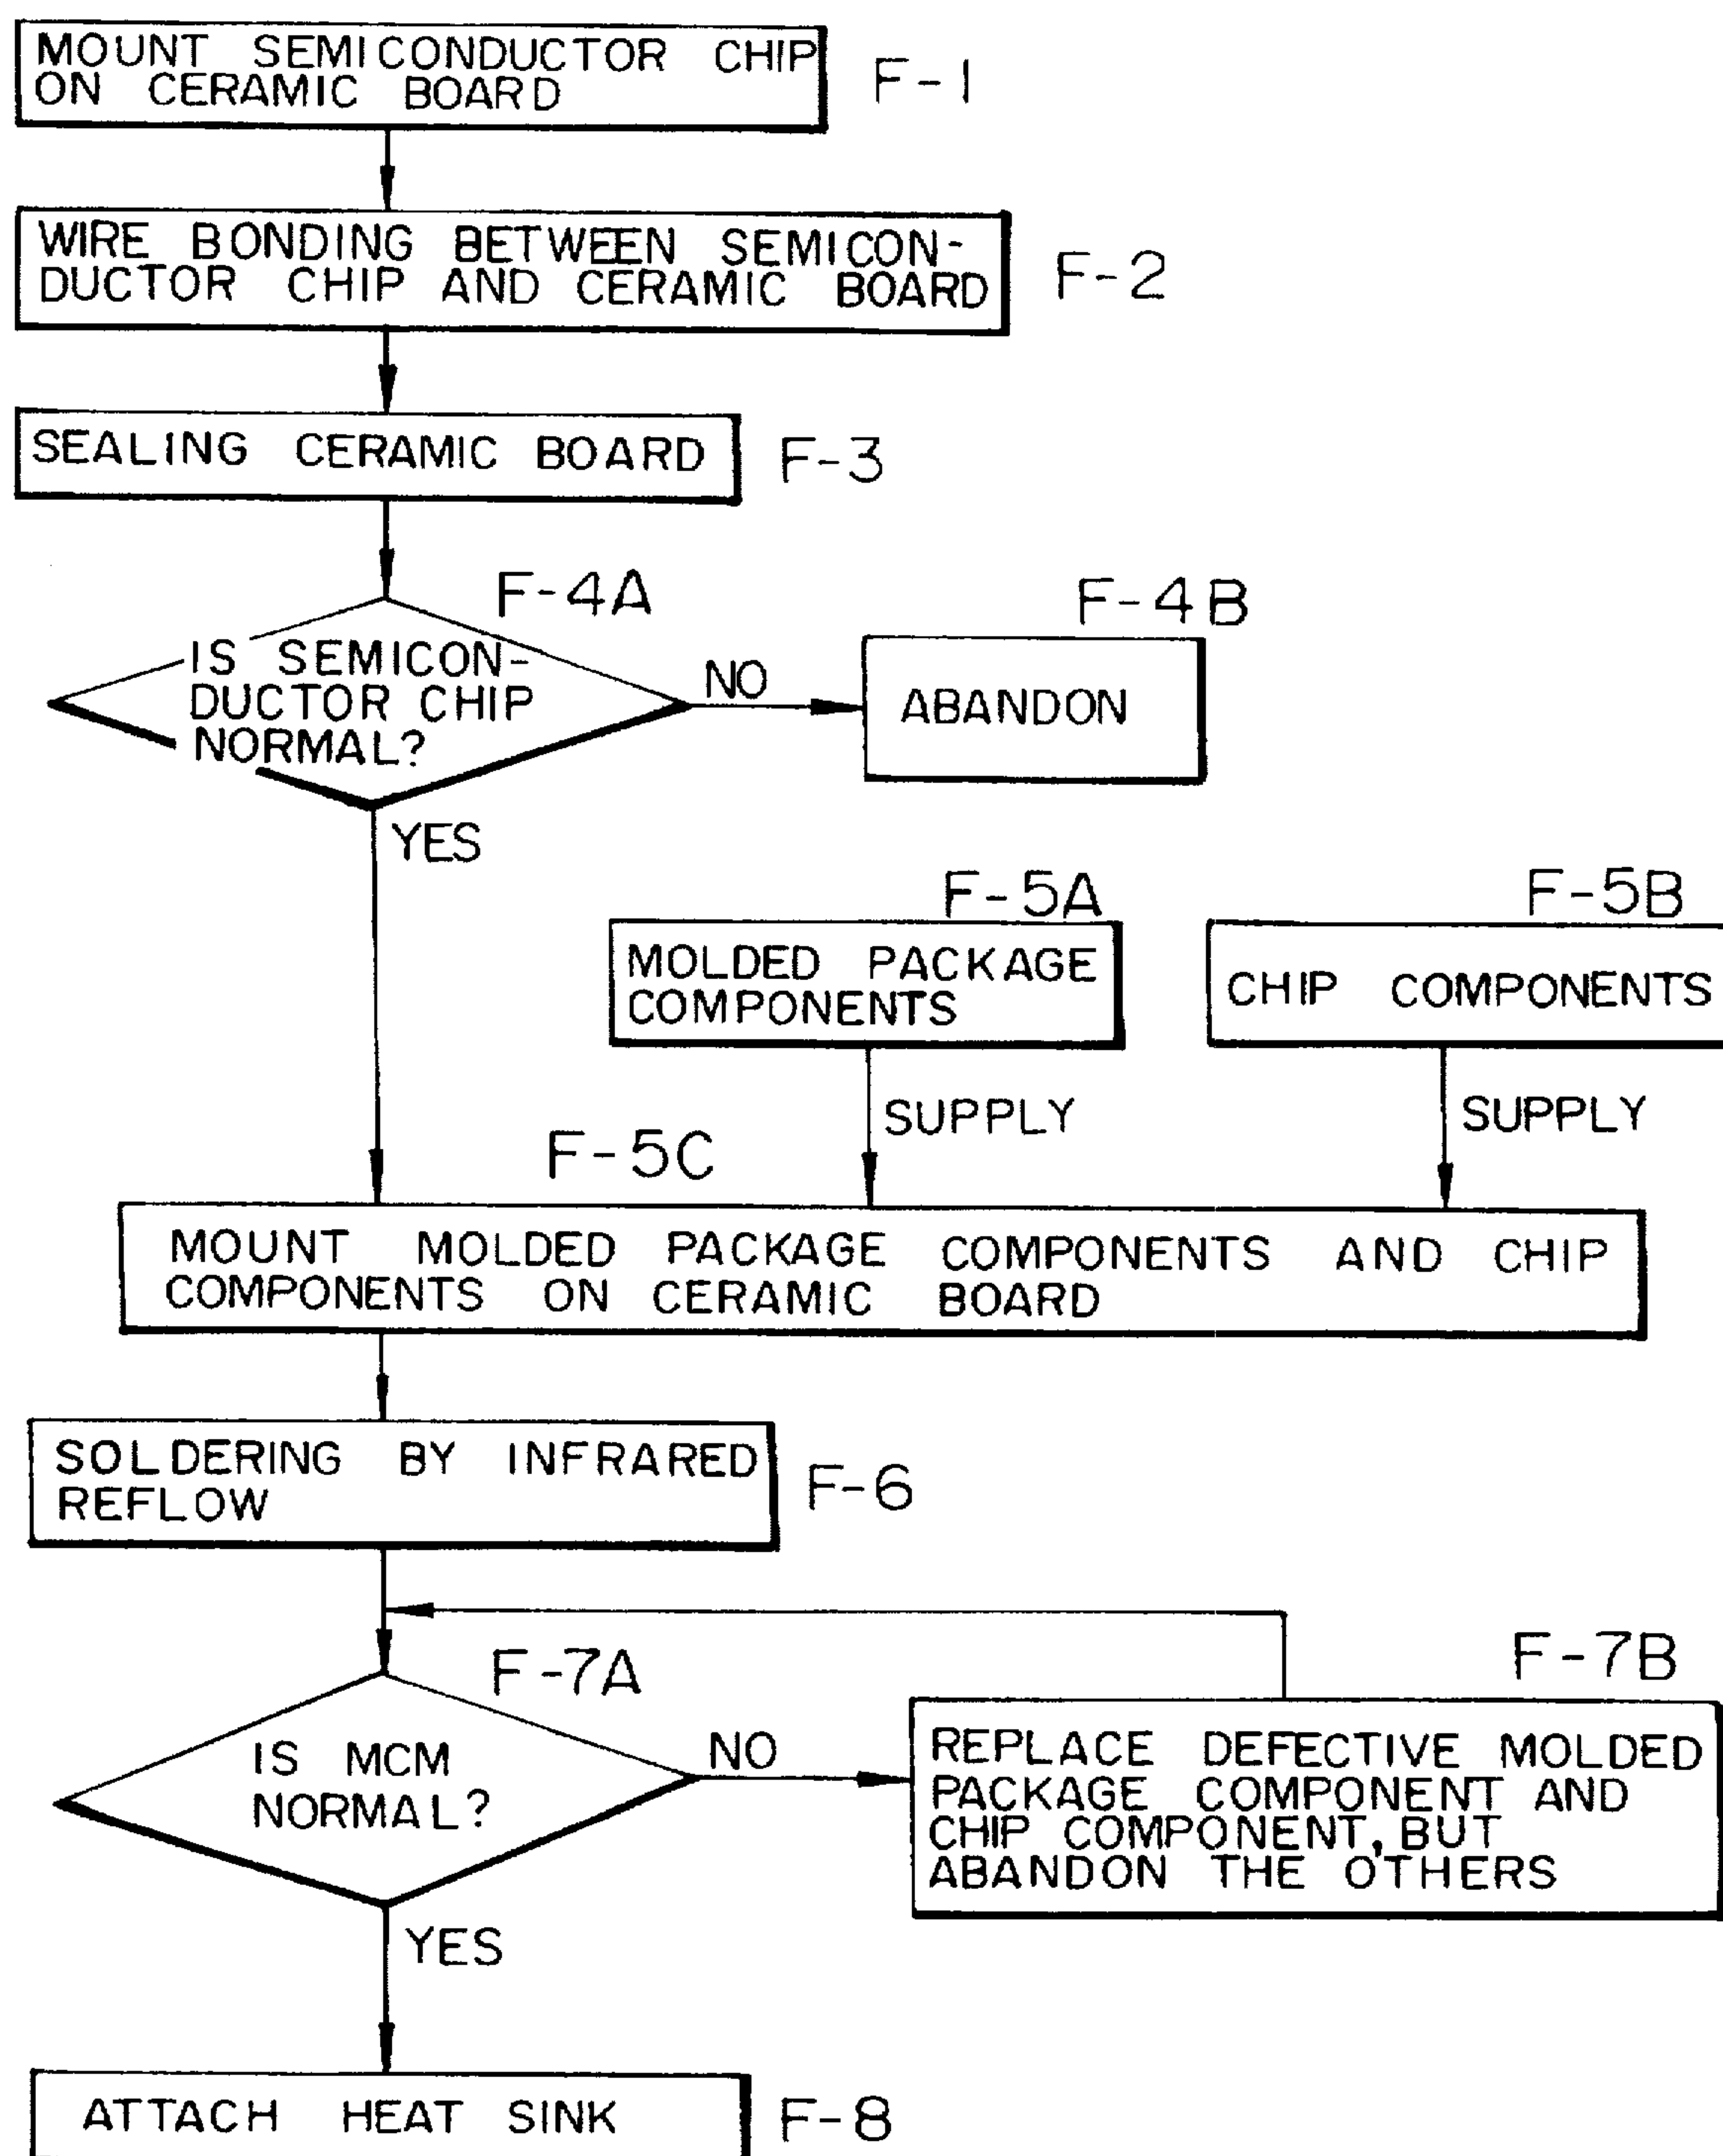 MOUNT SEMICONDUCTOR CHIP
ON CERAMIC BOARD
F-1
WIRE BONDING BETWEEN SEMICON-
DUCTOR CHIP AND CERAMIC BOARD
F-2
SEALING CERAMIC BOARD
F-3
F-4A
IS SEMICON-
DUCTOR CHIP
NORMAL?
NO
F-4B
ABANDON
YES
F-5A
MOLDED PACKAGE
COMPONENTS
F-5B
CHIP COMPONENTS
SUPPLY
SUPPLY
F-5C
MOUNT MOLDED PACKAGE COMPONENTS AND CHIP
COMPONENTS ON CERAMIC BOARD
SOLDERING BY INFRARED
REFLOW
F-6
F-7A
IS MCM
NORMAL?
NO
F-7B
REPLACE DEFECTIVE MOLDED
PACKAGE COMPONENT AND
CHIP COMPONENT, BUT
ABANDON THE OTHERS
YES
ATTACH HEAT SINK
F-8